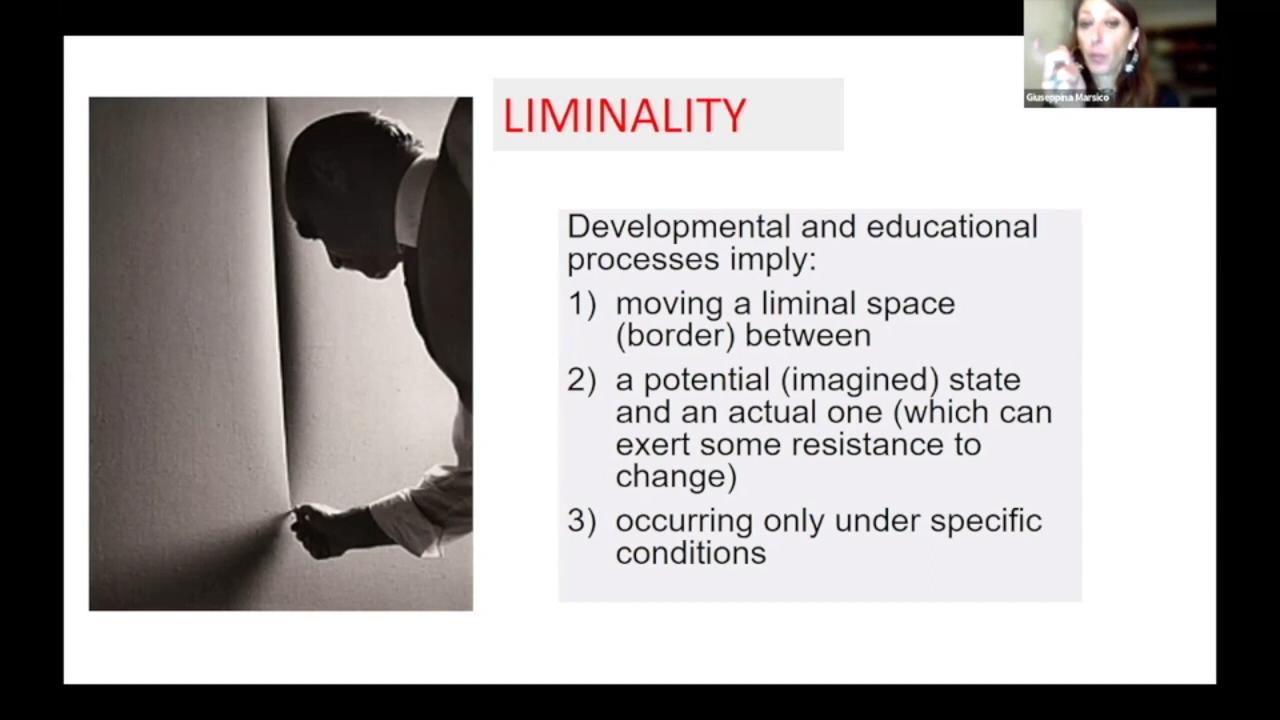 Giuseppina Marsico
LIMINALITY
Developmental and educational
processes imply:
1) moving a liminal space
(border) between
2) a potential (imagined) state
and an actual one (which can
exert some resistance to
change)
3) occurring only under specific
conditions